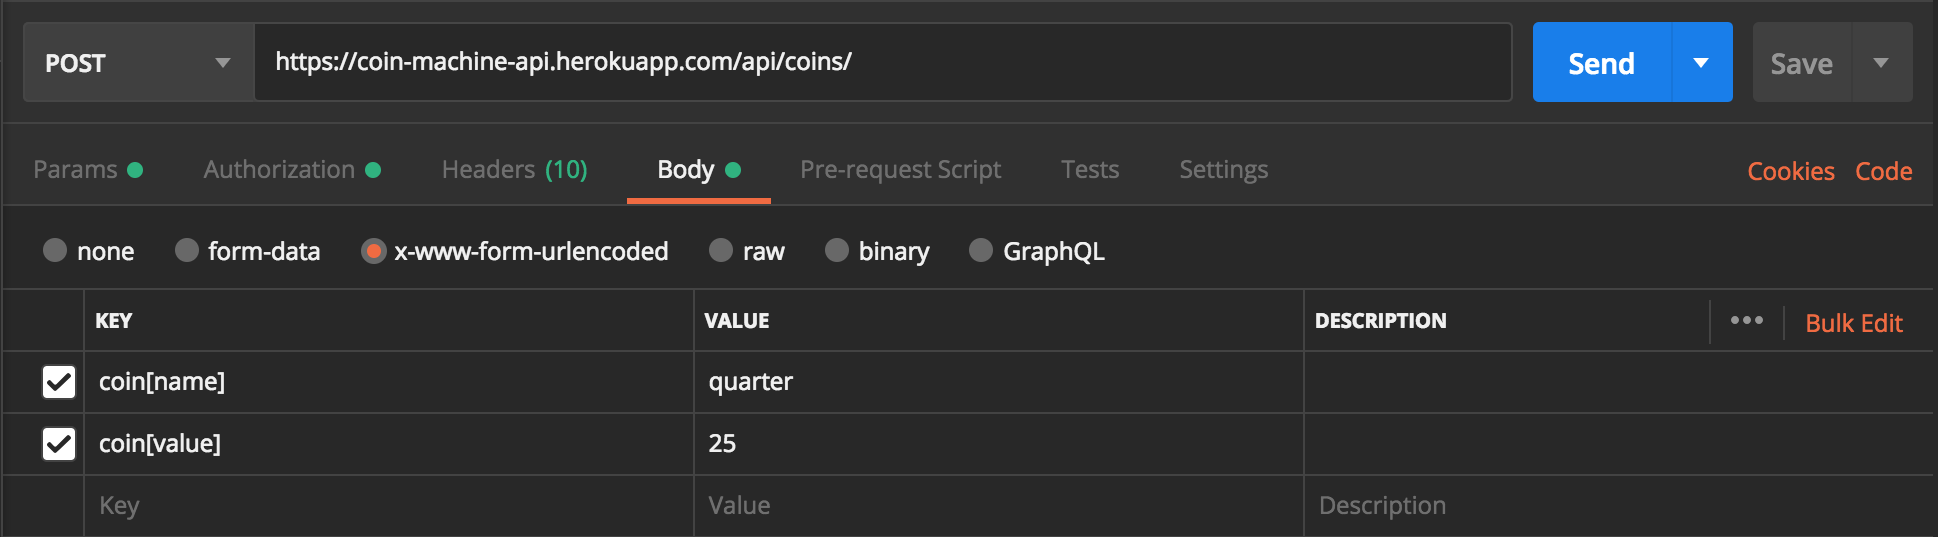 POST https://coin-machine-api.herokuapp.com/api/coins/ Send Save
Params Authorization Headers (10) Body Pre-request Script Tests Settings Cookies Code
none form-data x-www-form-urlencoded raw binary GraphQL
KEY VALUE DESCRIPTION ••• Bulk Edit
coin[name] quarter
coin[value] 25
Key Value Description